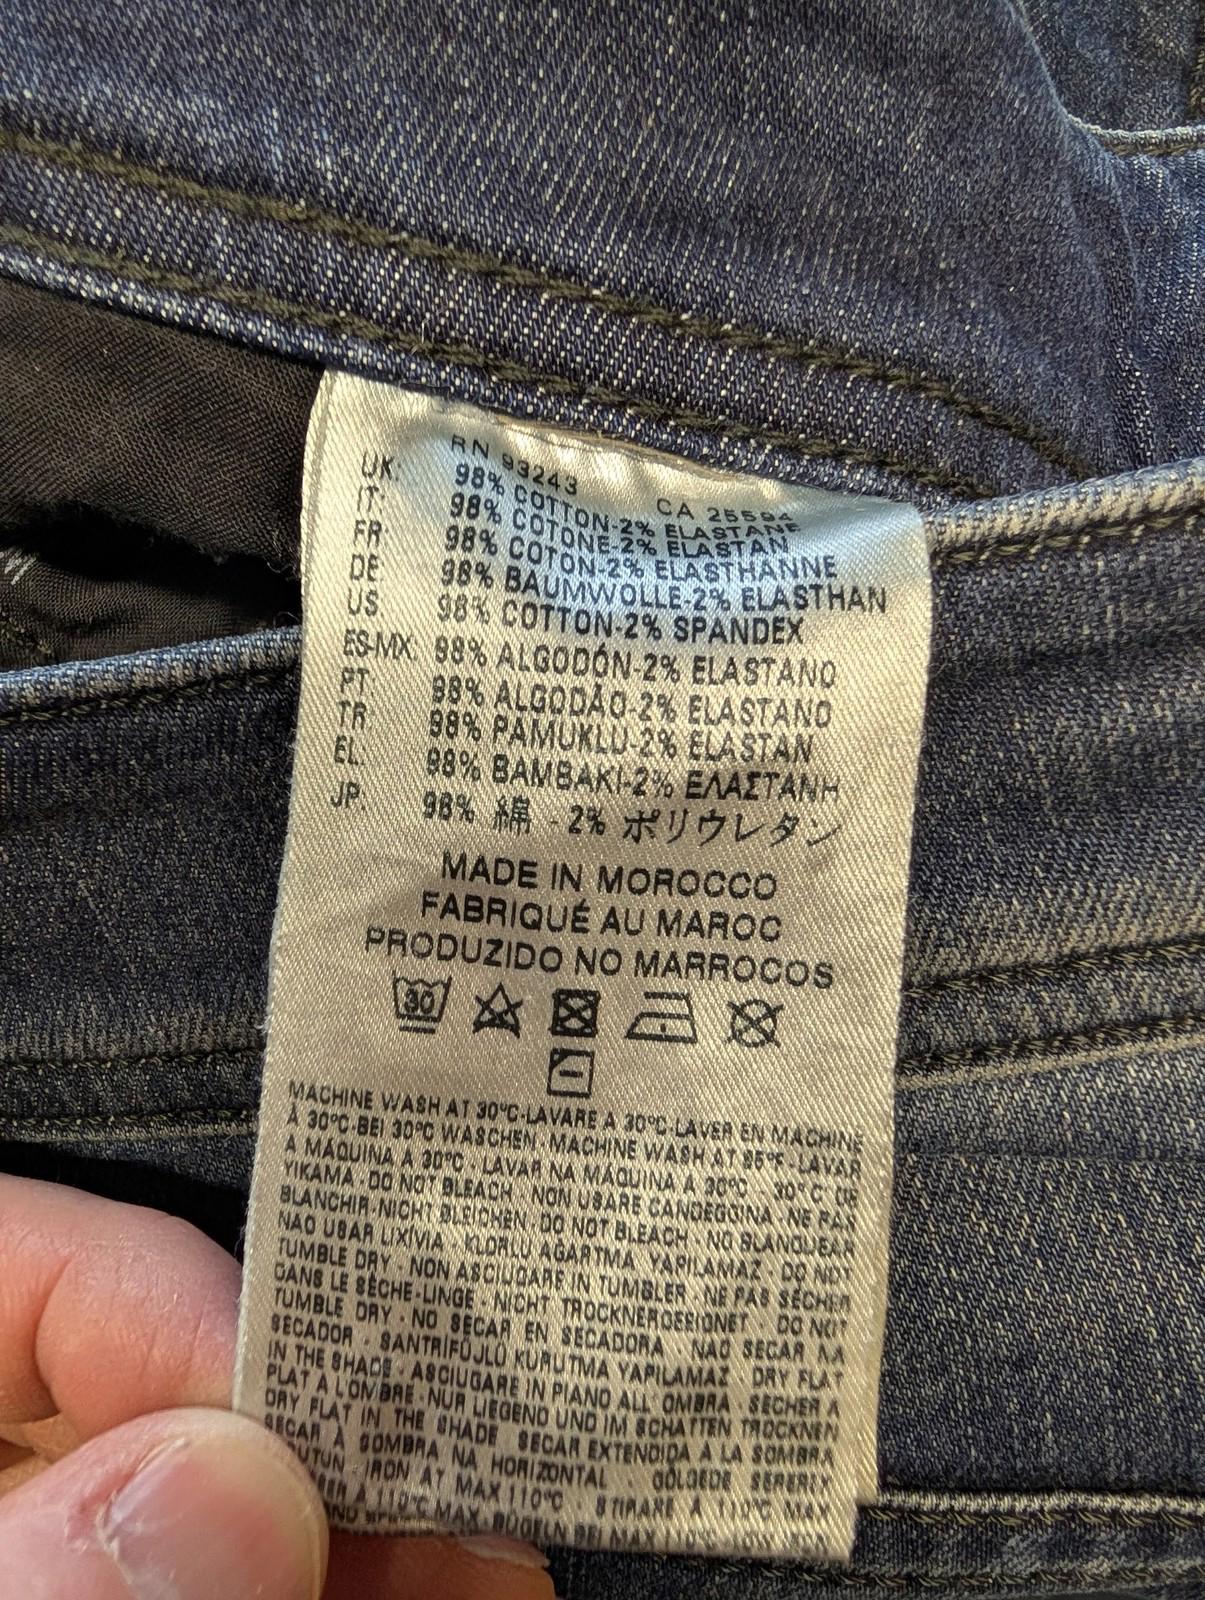 RN 93243 CA 25594
UK: 98% COTTON-2% ELASTANE
IT: 98% COTONE-2% ELASTAN
FR: 98% COTON-2% ELASTHANNE
DE: 98% BAUMWOLLE-2% ELASTHAN
US: 98% COTTON-2% SPANDEX
ES-MX: 98% ALGODÓN-2% ELASTANO
PT: 98% ALGODÃO-2% ELASTANO
TR: 98% PAMUKLU-2% ELASTAN
EL: 98% BAMBAKI-2% ΕΛΑΣΤΑΝΗ
JP: 98% 綿 - 2% ポリウレタン
MADE IN MOROCCO
FABRIQUÉ AU MAROC
PRODUZIDO NO MARROCOS
30
MACHINE WASH AT 30°C-LAVARE A 30°C-LAVER EN MACHINE
À 30°C-BEI 30°C WASCHEN-MACHINE WASH AT 85°F-LAVAR
A MÁQUINA A 30°C - LAVAR NA MÁQUINA A 30°C - 30°C DE
YIKAMA - DO NOT BLEACH - NON USARE CANDEGGINA - NE PAS
BLANCHIR-NICHT BLEICHEN-DO NOT BLEACH-NO BLANQUEAR
NAO USAR LIXÍVIA - KLORLU AGARTMA YAPILAMAZ - DO NOT
TUMBLE DRY - NON ASCIUGARE IN TUMBLER - NE PAS SÉCHER
DANS LE SÈCHE-LINGE - NICHT TROCKNERGEEIGNET - DO NOT
TUMBLE DRY - NO SECAR EN SECADORA - NAO SECAR NA
SECADOR - SANTRIFÜJLÜ KURUTMA YAPILAMAZ DRY FLAT
IN THE SHADE - ASCIUGARE IN PIANO ALL' OMBRA - SÉCHER A
PLAT À L'OMBRE - NUR LIEGEND UND IM SCHATTEN TROCKNEN
DRY FLAT IN THE SHADE SECAR EXTENDIDA A LA SOMBRA
SECAR À SOMBRA NA HORIZONTAL GÖLGEDE SEREREK
IRON AT MAX 110°C - STIRARE A 110°C MAX
A 110°C MAX - BÜGELN BEI MAX